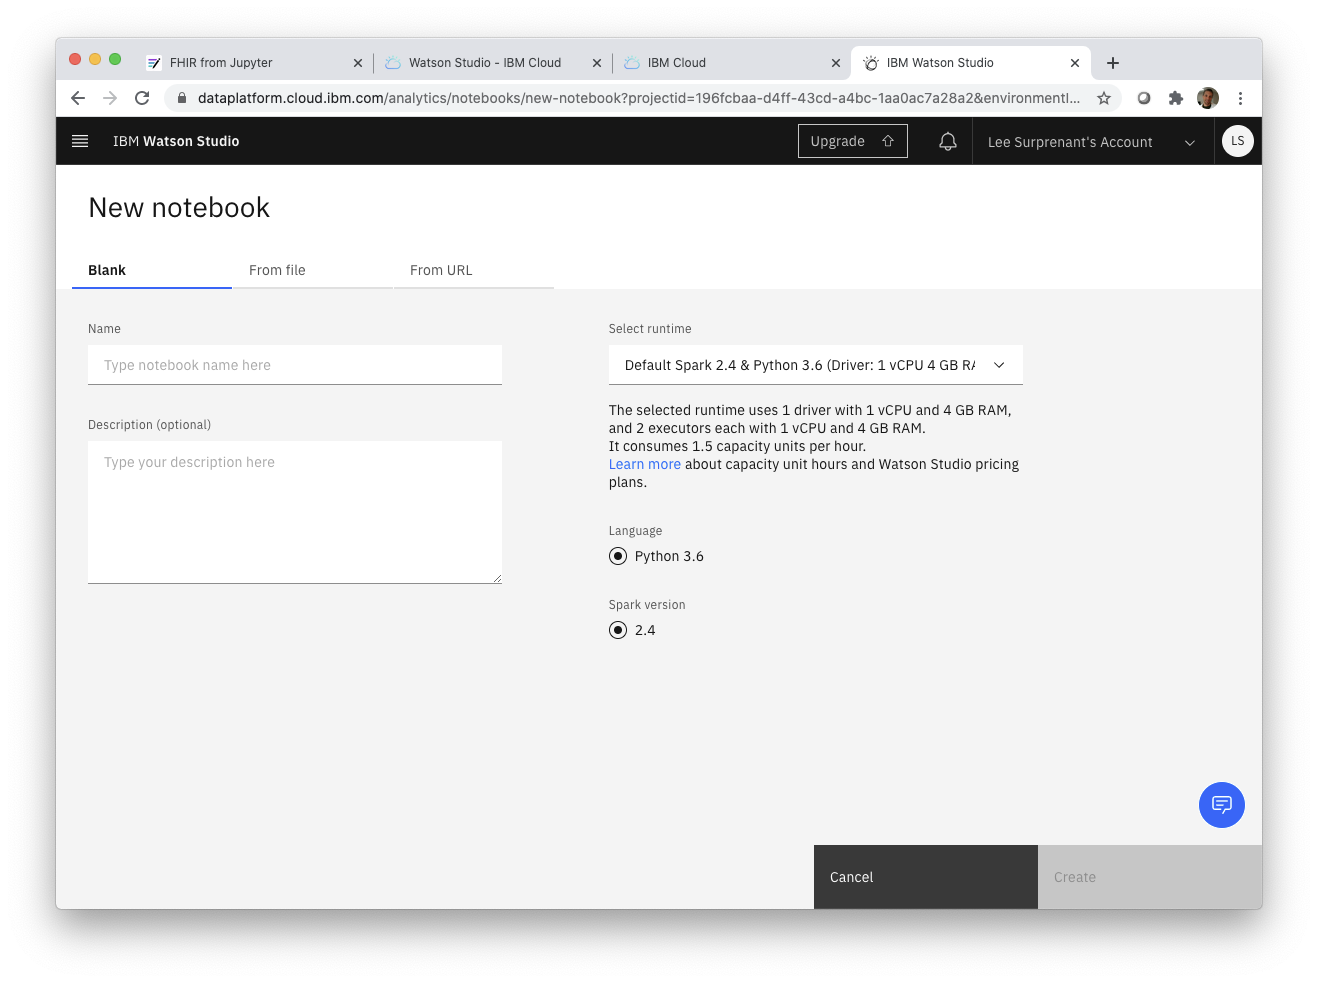 FHIR from Jupyter
Watson Studio - IBM Cloud
IBM Cloud
IBM Watson Studio
dataplatform.cloud.ibm.com/analytics/notebooks/new-notebook?projectid=196fcbaa-d4ff-43cd-a4bc-1aa0ac7a28a2&environmentI...
IBM Watson Studio
Upgrade
Lee Surprenant's Account
LS
New notebook
Blank
From file
From URL
Name
Type notebook name here
Description (optional)
Type your description here
Select runtime
Default Spark 2.4 & Python 3.6 (Driver: 1 vCPU 4 GB RA
The selected runtime uses 1 driver with 1 vCPU and 4 GB RAM,
and 2 executors each with 1 vCPU and 4 GB RAM.
It consumes 1.5 capacity units per hour.
Learn more about capacity unit hours and Watson Studio pricing
plans.
Language
Python 3.6
Spark version
2.4
Cancel
Create